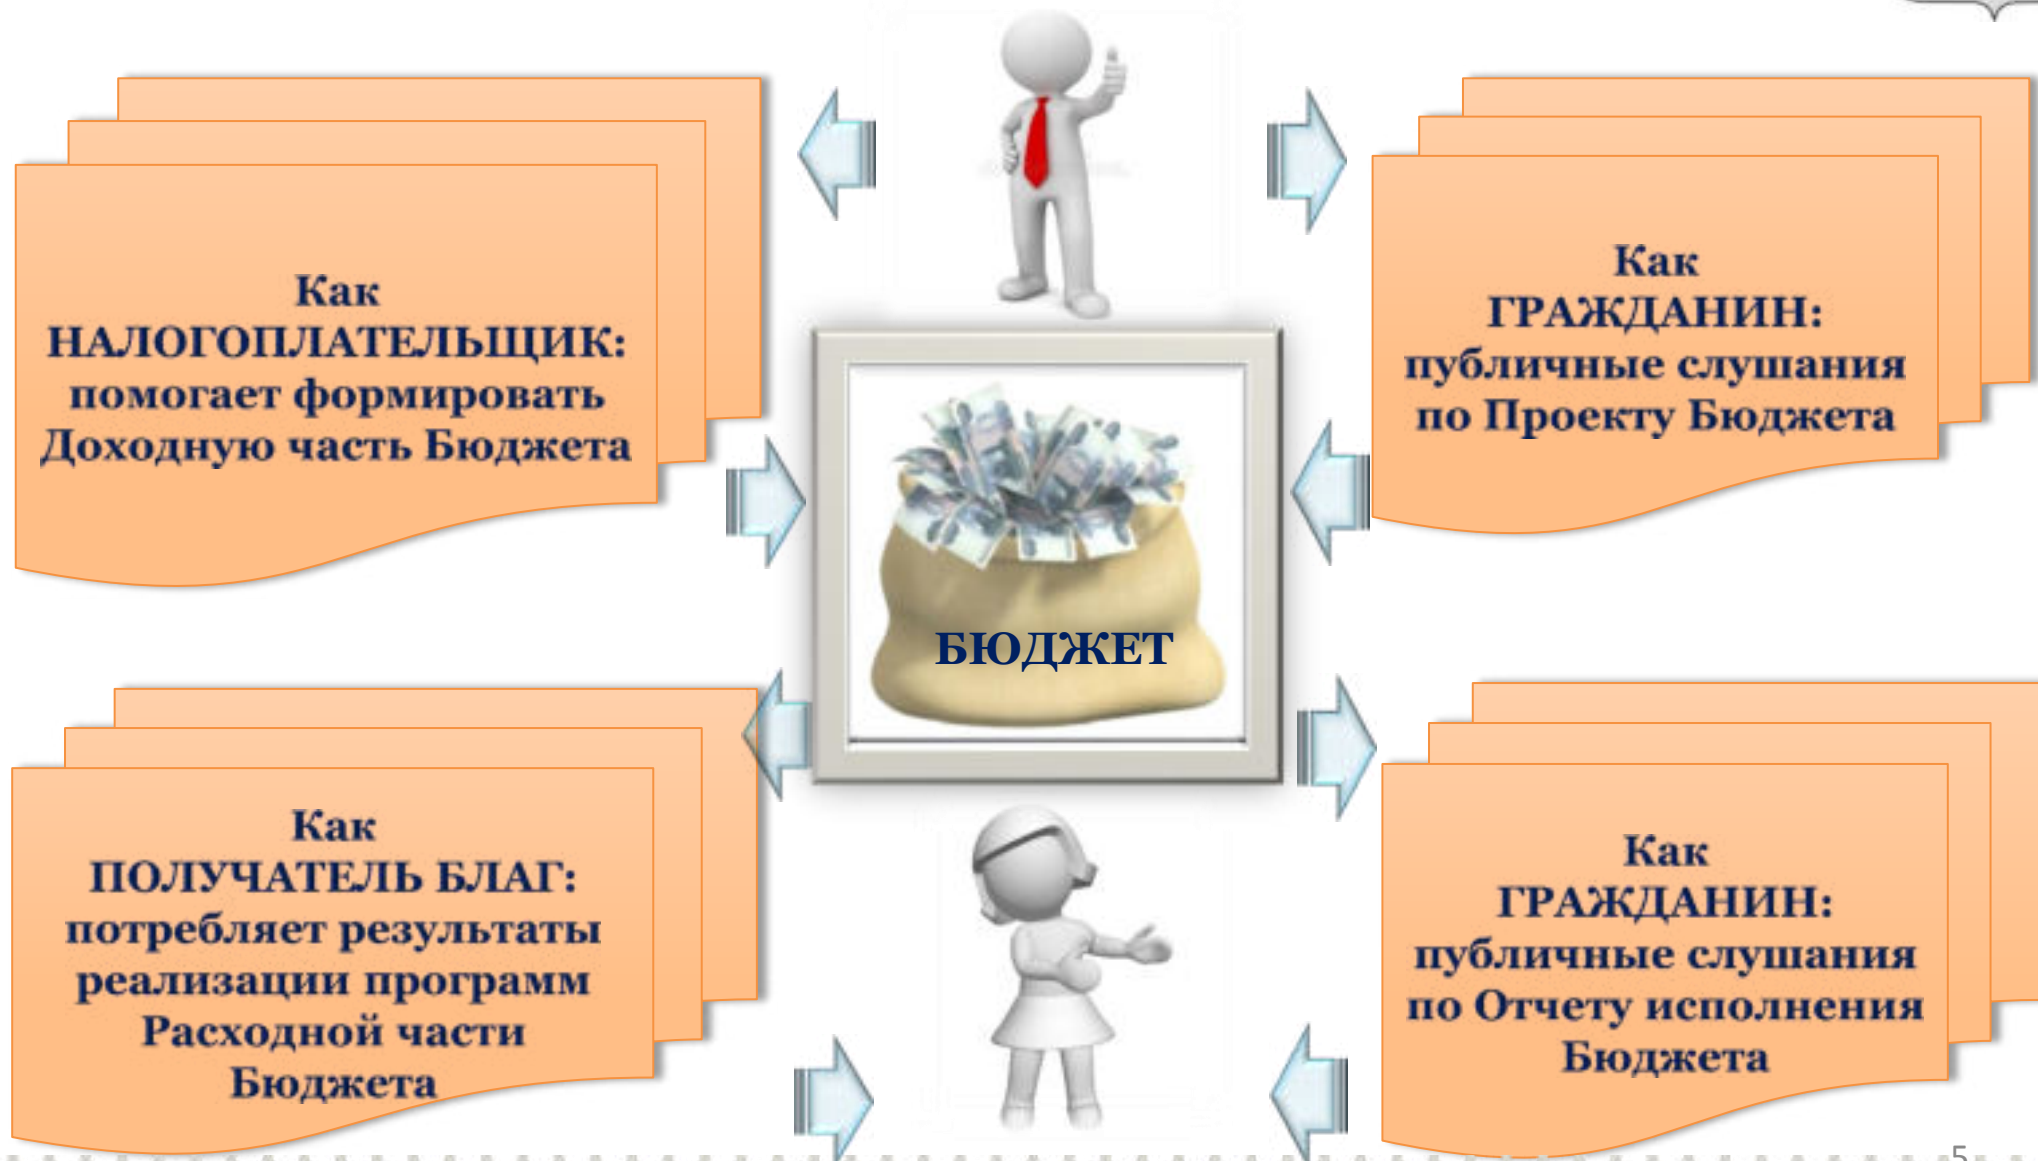 Как
НАЛОГОПЛАТЕЛЬЩИК:
помогает формировать
Доходную часть Бюджета
Как
ГРАЖДАНИН:
публичные слушания
по Проекту Бюджета
БЮДЖЕТ
Как
ПОЛУЧАТЕЛЬ БЛАГ:
потребляет результаты
реализации программ
Расходной части
Бюджета
Как
ГРАЖДАНИН:
публичные слушания
по Отчету исполнения
Бюджета
5